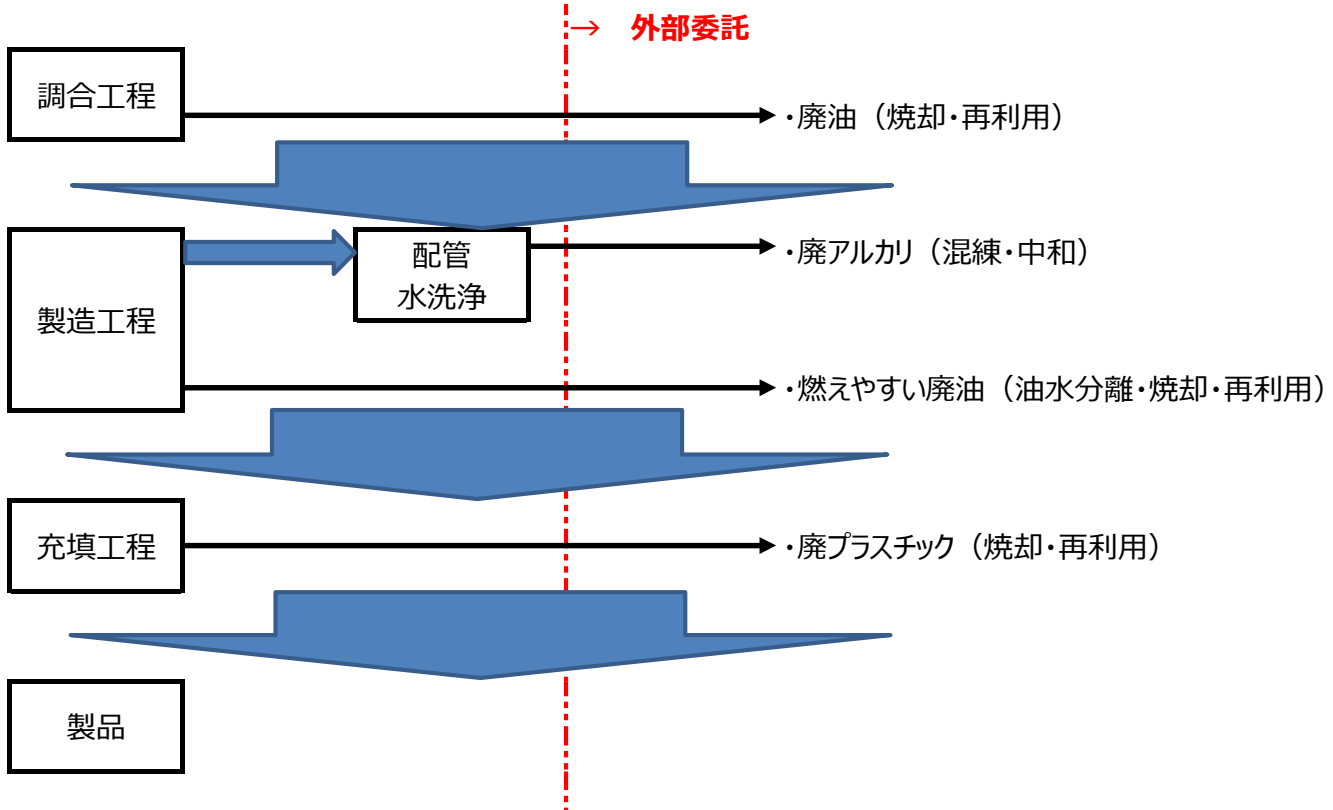 → 外部委託
調合工程
・廃油（焼却・再利用）
配管
水洗浄
・廃アルカリ（混練・中和）
製造工程
・燃えやすい廃油（油水分離・焼却・再利用）
充填工程
・廃プラスチック（焼却・再利用）
製品